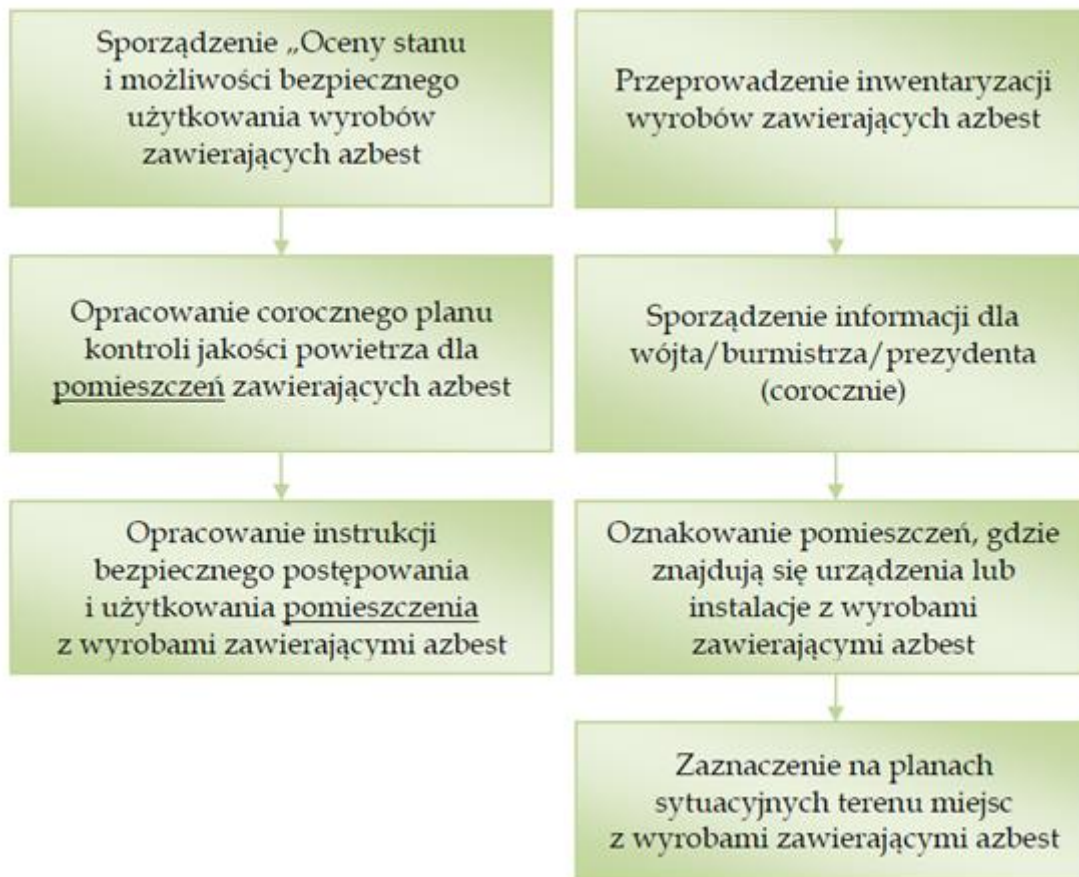 Sporządzenie „Oceny stanu
i możliwości bezpiecznego
użytkowania wyrobów
zawierających azbest
Opracowanie corocznego planu
kontroli jakości powietrza dla
pomieszczeń zawierających azbest
Opracowanie instrukcji
bezpiecznego postępowania
i użytkowania pomieszczenia
z wyrobami zawierającymi azbest
Przeprowadzenie inwentaryzacji
wyrobów zawierających azbest
Sporządzenie informacji dla
wójta/burmistrza/prezydenta
(corocznie)
Oznakowanie pomieszczeń, gdzie
znajdują się urządzenia lub
instalacje z wyrobami
zawierającymi azbest
Zaznaczenie na planach
sytuacyjnych terenu miejsc
z wyrobami zawierającymi azbest